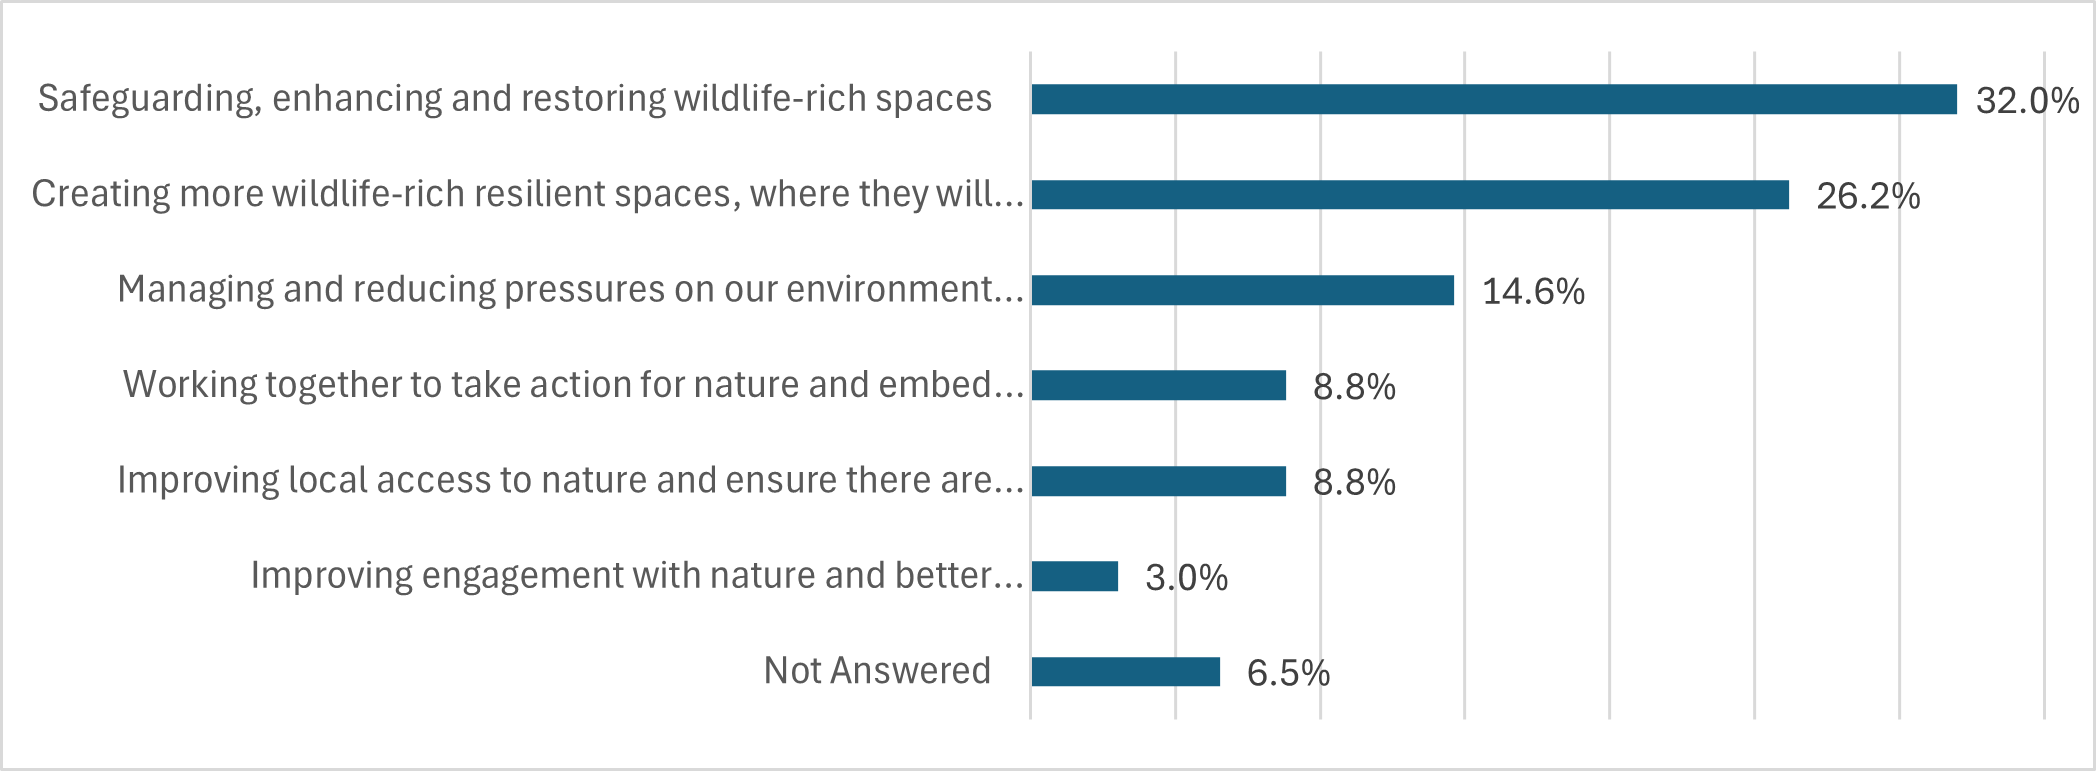 Safeguarding, enhancing and restoring wildlife-rich spaces 32.0%
Creating more wildlife-rich resilient spaces, where they will... 26.2%
Managing and reducing pressures on our environment... 14.6%
Working together to take action for nature and embed... 8.8%
Improving local access to nature and ensure there are... 8.8%
Improving engagement with nature and better... 3.0%
Not Answered 6.5%